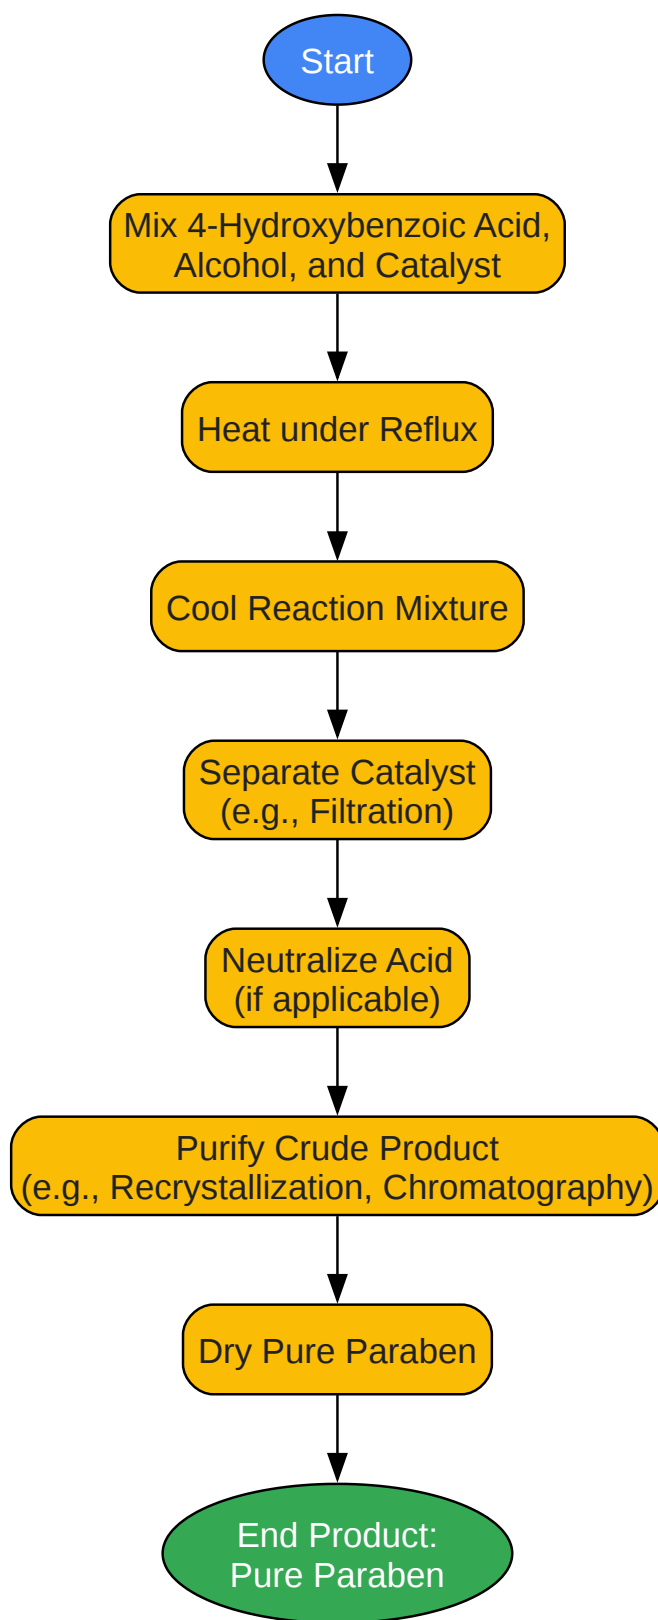 Start
Mix 4-Hydroxybenzoic Acid,
Alcohol, and Catalyst
Heat under Reflux
Cool Reaction Mixture
Separate Catalyst
(e.g., Filtration)
Neutralize Acid
(if applicable)
Purify Crude Product
(e.g., Recrystallization, Chromatography)
Dry Pure Paraben
End Product:
Pure Paraben